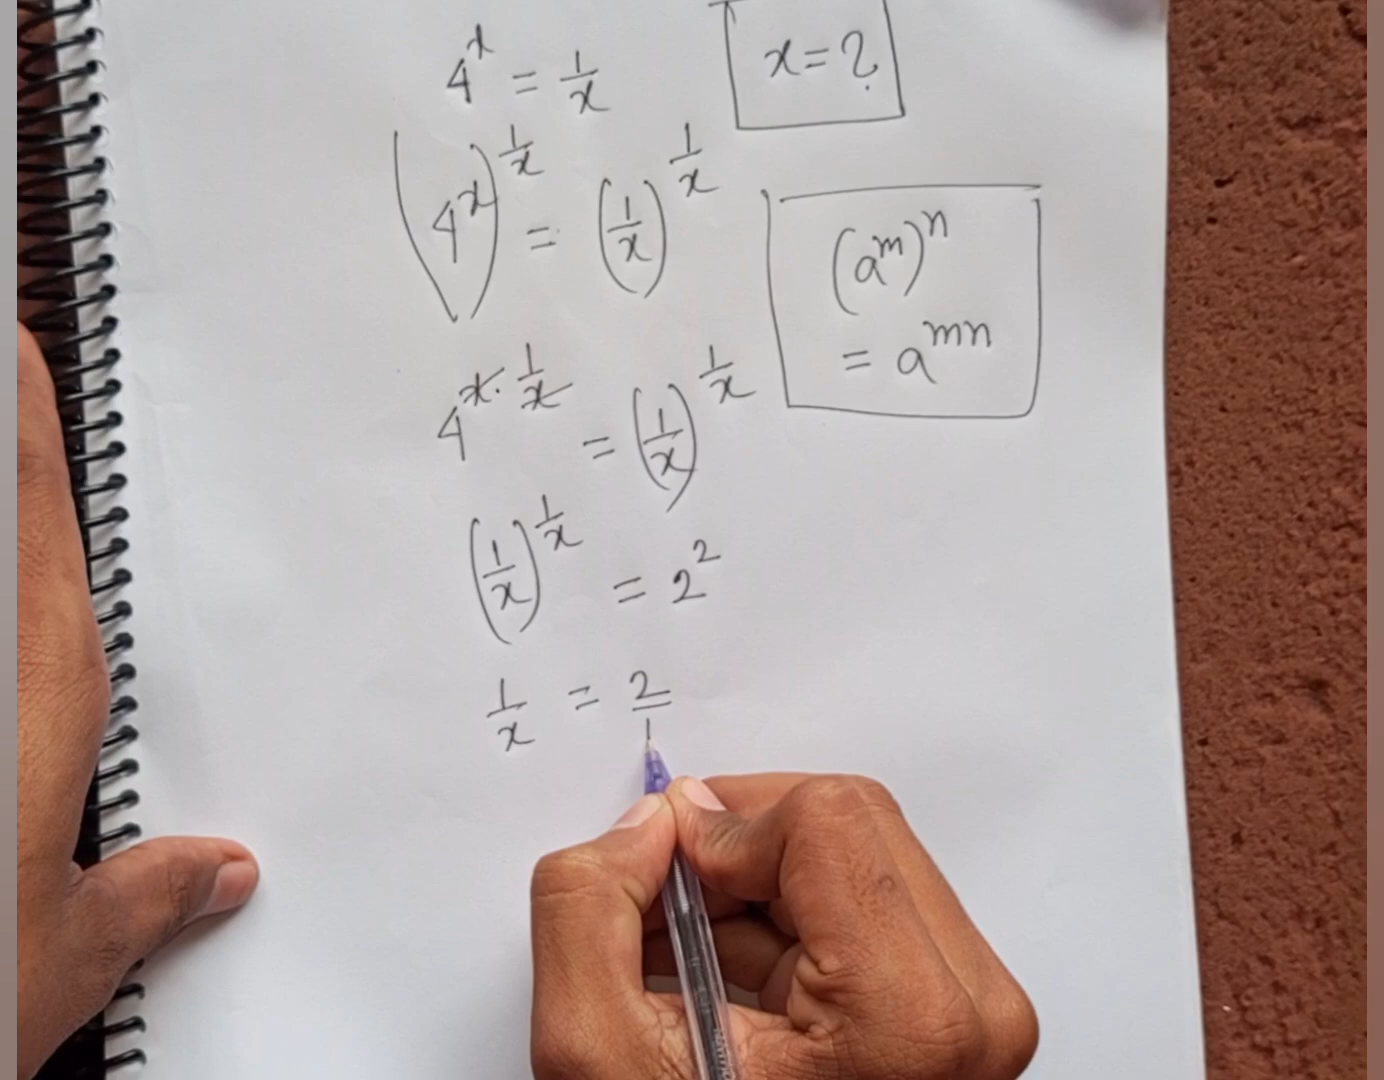 4^x = 1/x
x = ?
(4^x)^(1/x) = (1/x)^(1/x)
(a^m)^n
= a^(mn)
4^(x · 1/x) = (1/x)^(1/x)
(1/x)^(1/x) = 2^2
1/x = 2/1